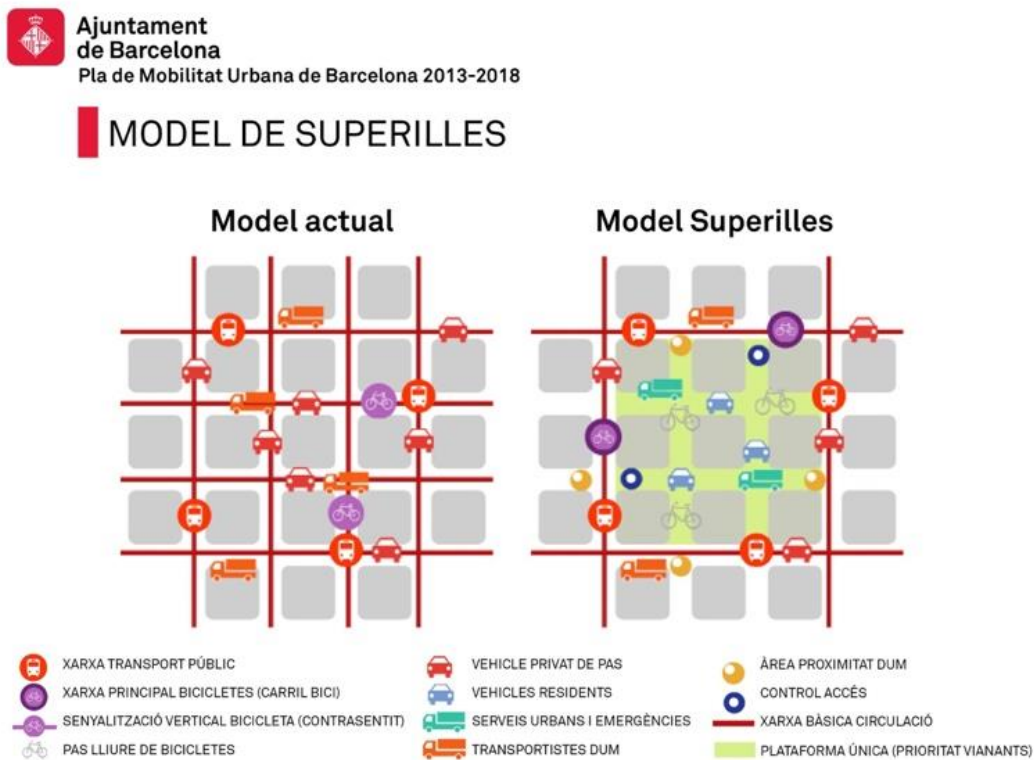 Ajuntament
de Barcelona
Pla de Mobilitat Urbana de Barcelona 2013-2018
MODEL DE SUPERILLES
Model actual
Model Superilles
XARXA TRANSPORT PÚBLIC
XARXA PRINCIPAL BICICLETES (CARRIL BICI)
SENYALITZACIÓ VERTICAL BICICLETA (CONTRASENTIT)
PAS LLIURE DE BICICLETES
VEHICLE PRIVAT DE PAS
VEHICLES RESIDENTS
SERVEIS URBANS I EMERGÈNCIES
TRANSPORTISTES DUM
ÀREA PROXIMITAT DUM
CONTROL ACCÉS
XARXA BÀSICA CIRCULACIÓ
PLATAFORMA ÚNICA (PRIORITAT VIANANTS)